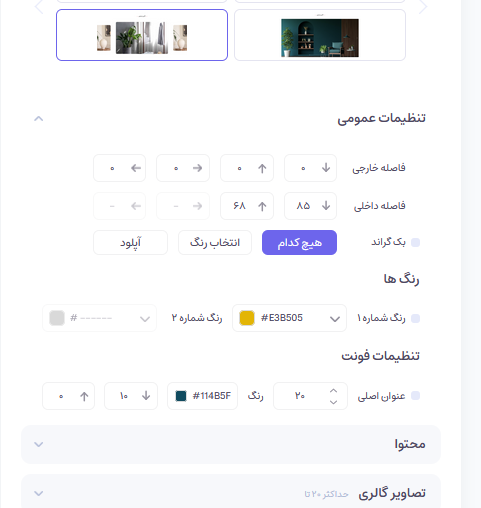 تنظیمات عمومی
فاصله خارجی ۰ ۰ ۰ ۰
فاصله داخلی ۸۵ ۶۸ - -
بک گراند هیچ کدام انتخاب رنگ آپلود
رنگ ها
رنگ شماره ۱ #E3B505 رنگ شماره ۲ # ------
تنظیمات فونت
عنوان اصلی ۲۰ رنگ #114B5F ۱۰ ۰
محتوا
تصاویر گالری حداکثر ۲۰ تا